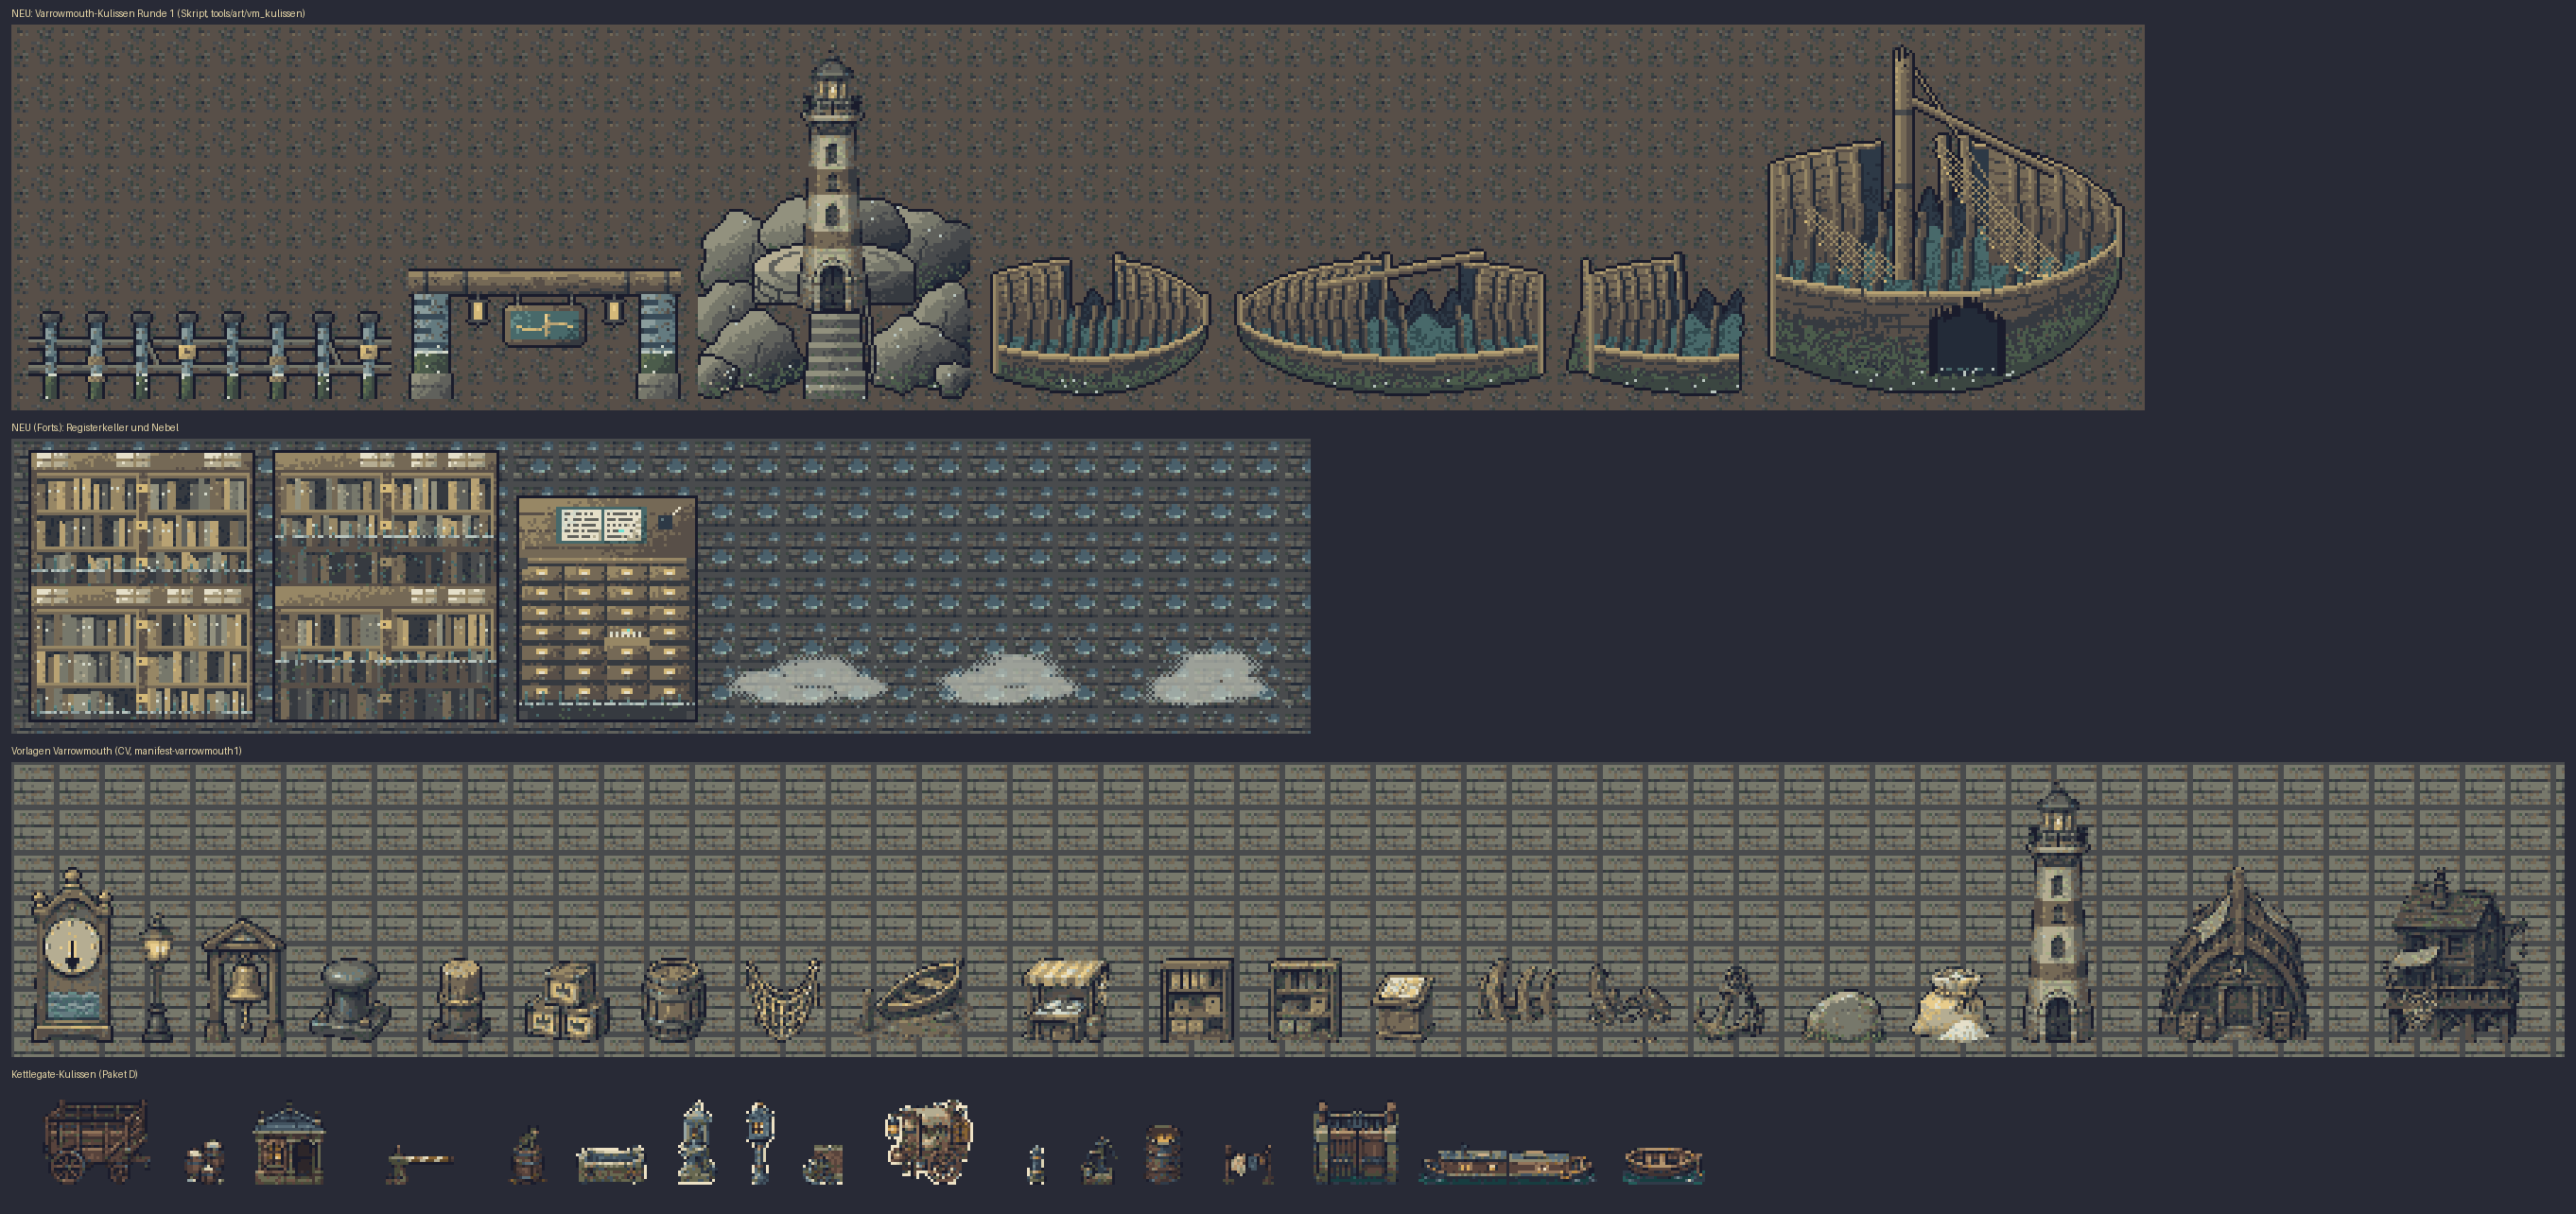 NEU: Varrowmouth-Kulissen Runde 1 (Skript, tools/art/vm_kulissen)
NEU (Forts.): Registerkeller und Nebel
Vorlagen Varrowmouth (CV, manifest-varrowmouth1)
Kettlegate-Kulissen (Paket D)